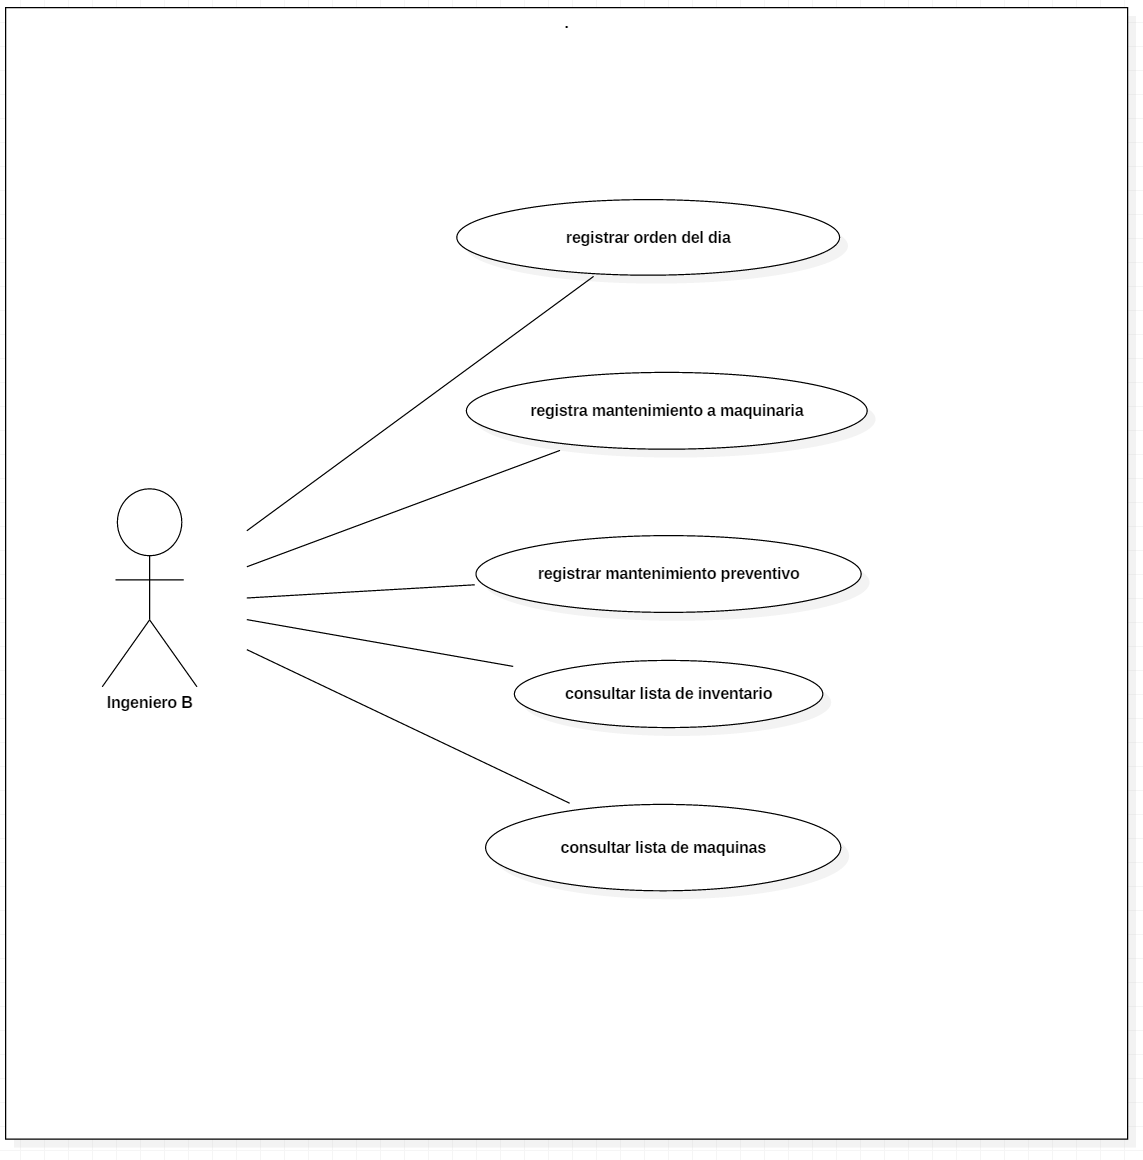 .
registrar orden del dia
registra mantenimiento a maquinaria
registrar mantenimiento preventivo
Ingeniero B
consultar lista de inventario
consultar lista de maquinas